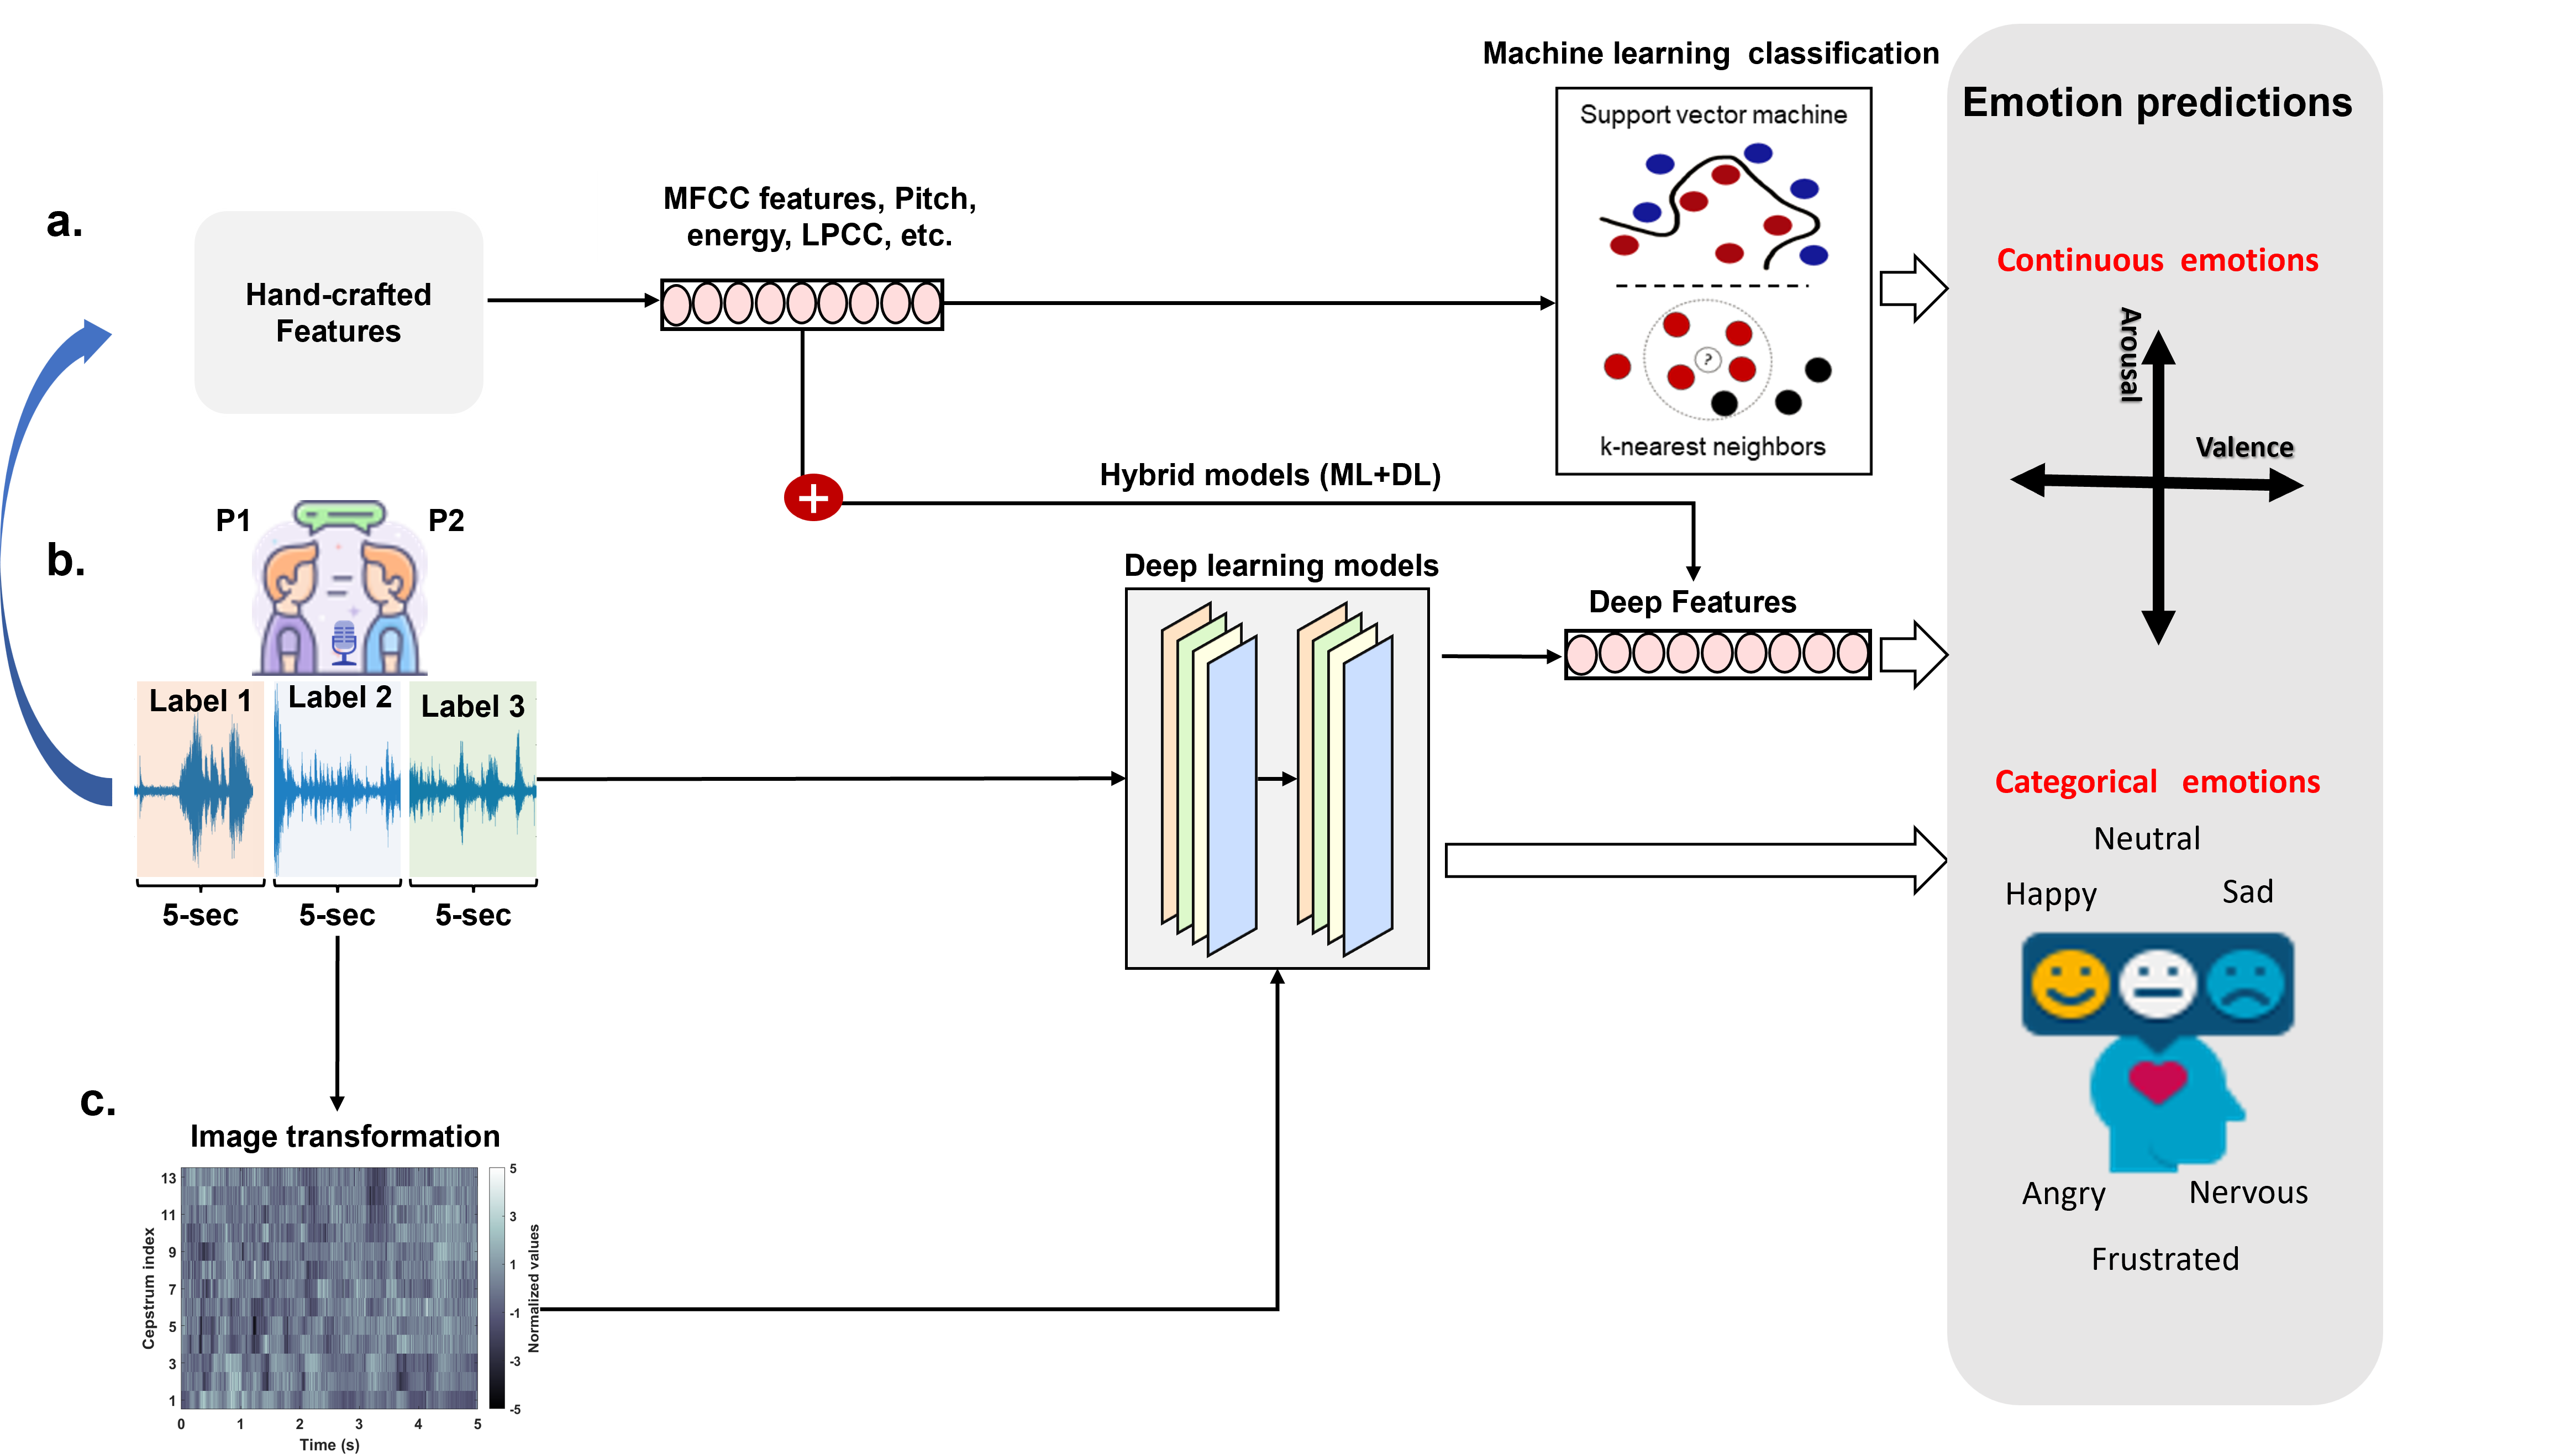 Machine learning classification
Emotion predictions
Support vector machine
a.
MFCC features, Pitch,
energy, LPCC, etc.
Hand-crafted
Features
?
k-nearest neighbors
Continuous emotions
Arousal
Valence
+
Hybrid models (ML+DL)
b.
P1
P2
Deep learning models
Deep Features
Label 1
Label 2
Label 3
5-sec
5-sec
5-sec
Categorical emotions
Neutral
Happy
Sad
Angry
Nervous
Frustrated
c.
Image transformation
Cepstrum index
13
11
9
7
5
3
1
0
1
2
3
4
5
Time (s)
5
3
1
-1
-3
-5
Normalized values